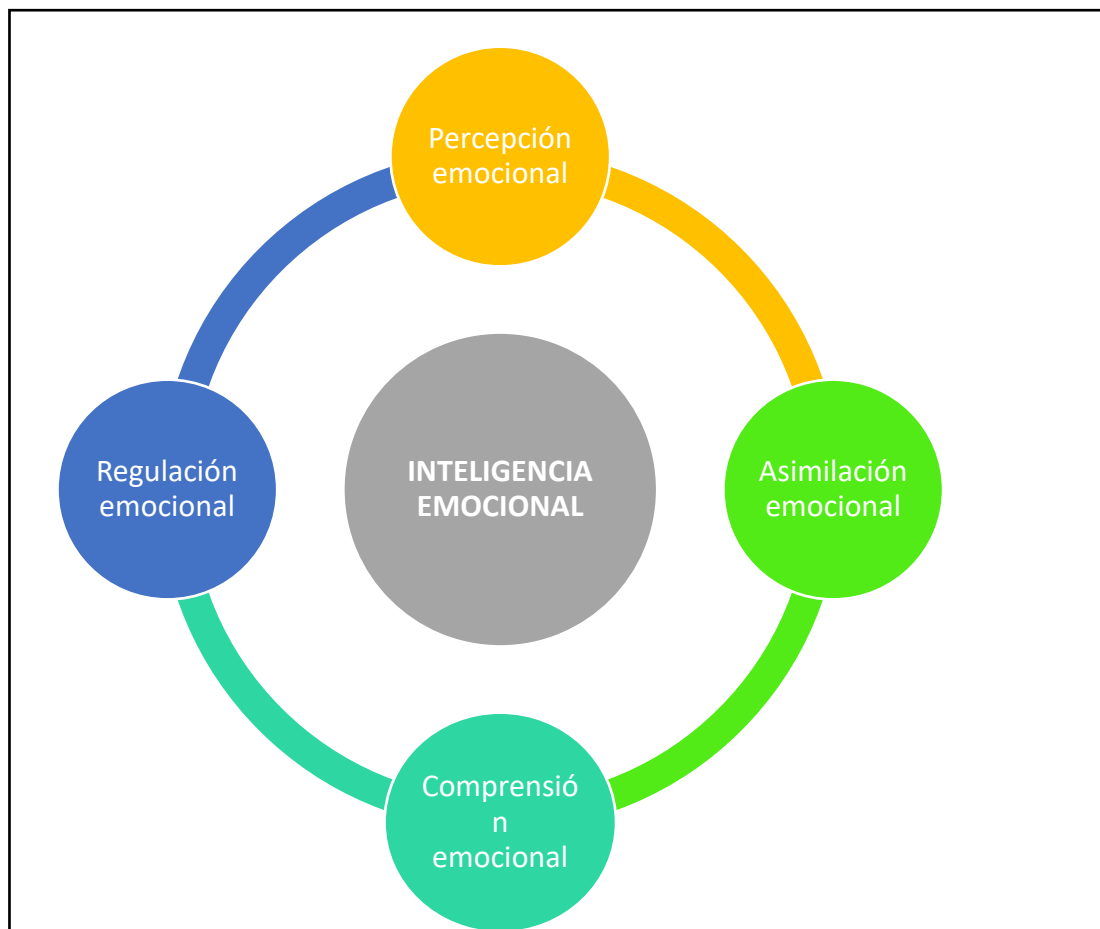 Percepción
emocional
Regulación
emocional
INTELIGENCIA
EMOCIONAL
Asimilación
emocional
Comprensió
n
emocional